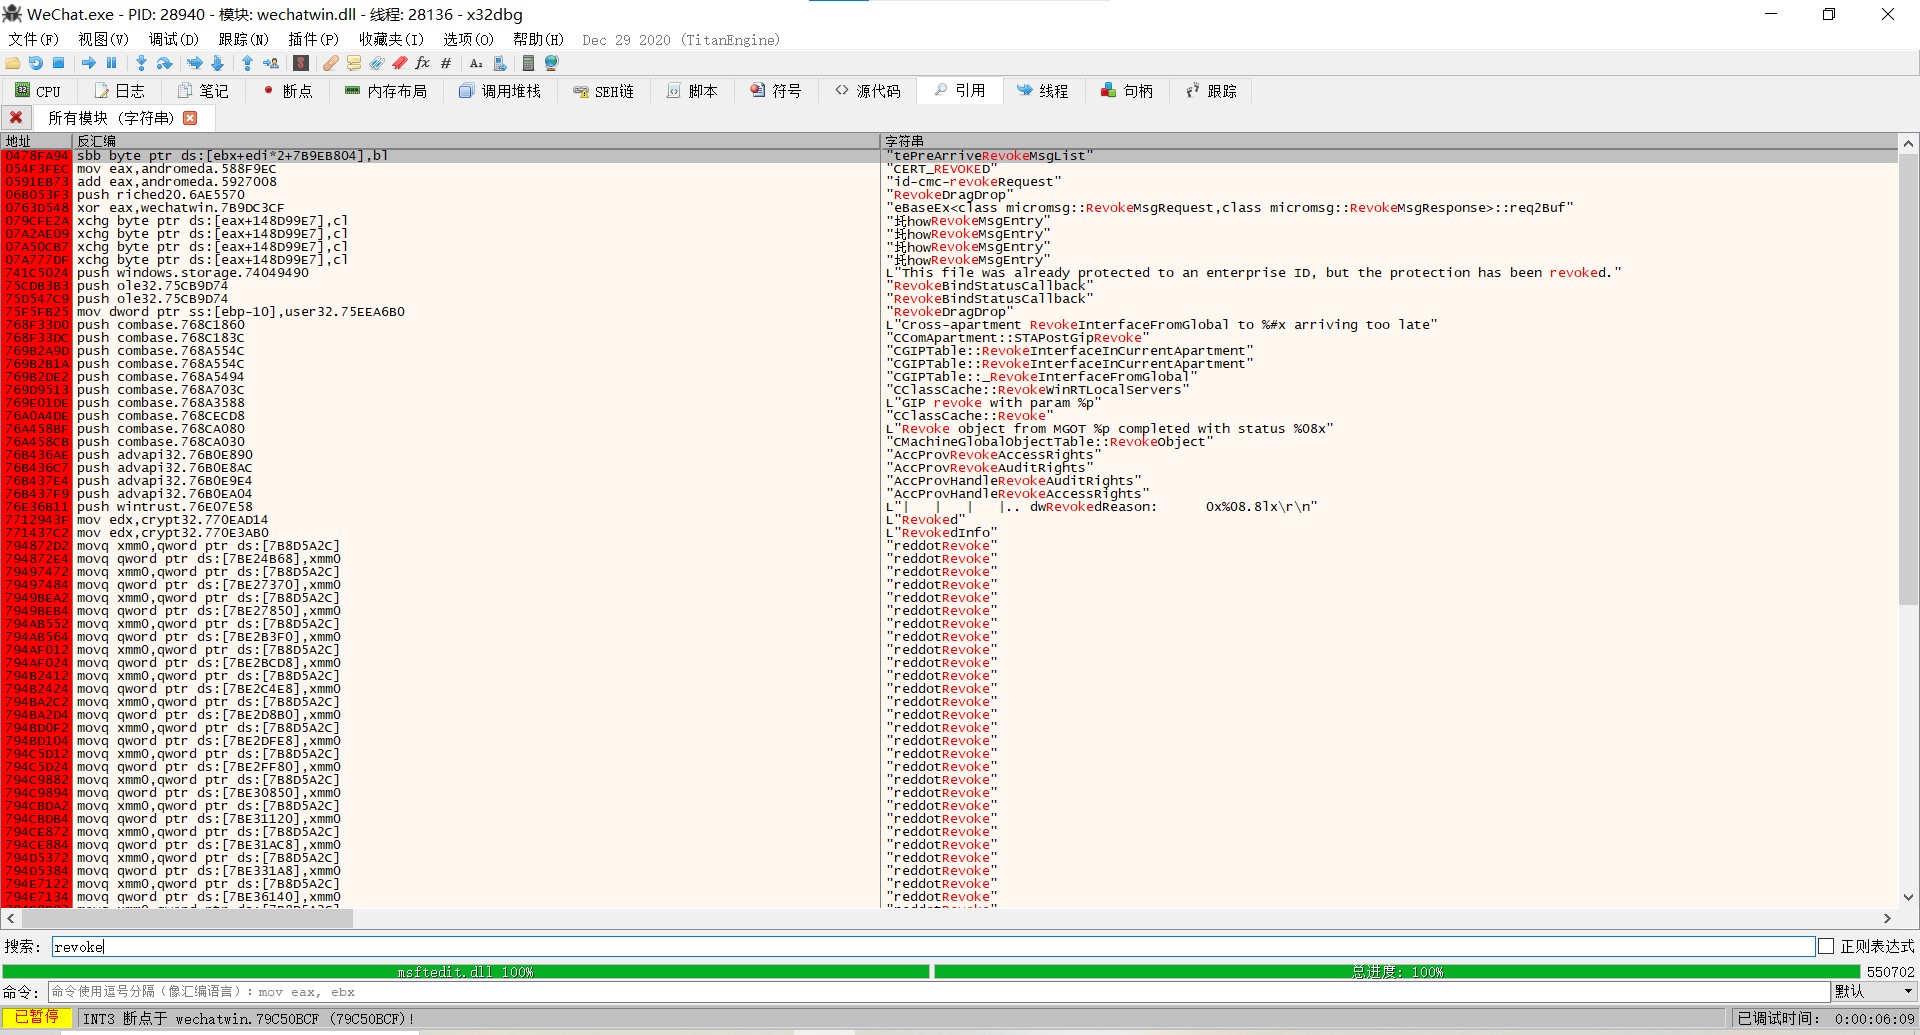 WeChat.exe - PID: 28940 - 模块: wechatwin.dll - 线程: 28136 - x32dbg
文件(F) 视图(V) 调试(D) 跟踪(N) 插件(P) 收藏夹(I) 选项(O) 帮助(H) Dec 29 2020 (TitanEngine)
CPU 日志 笔记 断点 内存布局 调用堆栈 SEH链 脚本 符号 源代码 引用 线程 句柄 跟踪
所有模块 (字符串)
地址 反汇编 字符串
0478FA94 sbb byte ptr ds:[ebx+edi*2+7B9EB804],bl "tePreArriveRevokeMsgList"
054F3FEC mov eax,andromeda.588F9EC "CERT_REVOKED"
0591EB73 add eax,andromeda.5927008 "id-cmc-revokeRequest"
06B053F3 push riched20.6AE5570 "RevokeDragDrop"
0763D548 xor eax,wechatwin.7B9DC3CF "eBaseEx<class micromsg::RevokeMsgRequest,class micromsg::RevokeMsgResponse>::req2Buf"
079CFE2A xchg byte ptr ds:[eax+148D99E7],cl "圫howRevokeMsgEntry"
07A2AE09 xchg byte ptr ds:[eax+148D99E7],cl "圫howRevokeMsgEntry"
07A50CB7 xchg byte ptr ds:[eax+148D99E7],cl "圫howRevokeMsgEntry"
07A777DF xchg byte ptr ds:[eax+148D99E7],cl "圫howRevokeMsgEntry"
741C5024 push windows.storage.74049490 L"This file was already protected to an enterprise ID, but the protection has been revoked."
75CDB3B3 push ole32.75CB9D74 "RevokeBindStatusCallback"
75D547C9 push ole32.75CB9D74 "RevokeBindStatusCallback"
75F5FB25 mov dword ptr ss:[ebp-10],user32.75EEA6B0 "RevokeDragDrop"
768F33D0 push combase.768C1860 L"Cross-apartment RevokeInterfaceFromGlobal to %#x arriving too late"
768F33DC push combase.768C183C "CComApartment::STAPostGipRevoke"
769B2A9D push combase.768A554C "CGIPTable::RevokeInterfaceInCurrentApartment"
769B2B1A push combase.768A554C "CGIPTable::RevokeInterfaceInCurrentApartment"
769B2DE2 push combase.768A5494 "CGIPTable::_RevokeInterfaceFromGlobal"
769D9513 push combase.768A703C "CClassCache::RevokeWinRTLocalServers"
769E01DE push combase.768A3588 L"GIP revoke with param %p"
76A0A4DE push combase.768CECD8 "CClassCache::Revoke"
76A458BF push combase.768CA080 L"Revoke object from MGOT %p completed with status %08x"
76A458CB push combase.768CA030 "CMachineGlobalObjectTable::RevokeObject"
76B436AE push advapi32.76B0E890 "AccProvRevokeAccessRights"
76B436C7 push advapi32.76B0E8AC "AccProvRevokeAuditRights"
76B437E4 push advapi32.76B0E9E4 "AccProvHandleRevokeAuditRights"
76B437F9 push advapi32.76B0EA04 "AccProvHandleRevokeAccessRights"
76E36B11 push wintrust.76E07E58 L"|   |   |   |.. dwRevokedReason:      0x%08.8lx\r\n"
7712943F mov edx,crypt32.770EAD14 L"Revoked"
771437C2 mov edx,crypt32.770E3AB0 L"RevokedInfo"
794872D2 movq xmm0,qword ptr ds:[7B8D5A2C] "reddotRevoke"
794872E4 movq qword ptr ds:[7BE24B68],xmm0 "reddotRevoke"
79497472 movq xmm0,qword ptr ds:[7B8D5A2C] "reddotRevoke"
79497484 movq qword ptr ds:[7BE27370],xmm0 "reddotRevoke"
7949BEA2 movq xmm0,qword ptr ds:[7B8D5A2C] "reddotRevoke"
7949BEB4 movq qword ptr ds:[7BE27850],xmm0 "reddotRevoke"
794AB552 movq xmm0,qword ptr ds:[7B8D5A2C] "reddotRevoke"
794AB564 movq qword ptr ds:[7BE2B3F0],xmm0 "reddotRevoke"
794AF012 movq xmm0,qword ptr ds:[7B8D5A2C] "reddotRevoke"
794AF024 movq qword ptr ds:[7BE2BCD8],xmm0 "reddotRevoke"
794B2412 movq xmm0,qword ptr ds:[7B8D5A2C] "reddotRevoke"
794B2424 movq qword ptr ds:[7BE2C4E8],xmm0 "reddotRevoke"
794BA2C2 movq xmm0,qword ptr ds:[7B8D5A2C] "reddotRevoke"
794BA2D4 movq qword ptr ds:[7BE2D8B0],xmm0 "reddotRevoke"
794BD0F2 movq xmm0,qword ptr ds:[7B8D5A2C] "reddotRevoke"
794BD104 movq qword ptr ds:[7BE2DFE8],xmm0 "reddotRevoke"
794C5D12 movq xmm0,qword ptr ds:[7B8D5A2C] "reddotRevoke"
794C5D24 movq qword ptr ds:[7BE2FF80],xmm0 "reddotRevoke"
794C9882 movq xmm0,qword ptr ds:[7B8D5A2C] "reddotRevoke"
794C9894 movq qword ptr ds:[7BE30850],xmm0 "reddotRevoke"
794CBDA2 movq xmm0,qword ptr ds:[7B8D5A2C] "reddotRevoke"
794CBDB4 movq qword ptr ds:[7BE31120],xmm0 "reddotRevoke"
794CE872 movq xmm0,qword ptr ds:[7B8D5A2C] "reddotRevoke"
794CE884 movq qword ptr ds:[7BE31AC8],xmm0 "reddotRevoke"
794D5372 movq xmm0,qword ptr ds:[7B8D5A2C] "reddotRevoke"
794D5384 movq qword ptr ds:[7BE331A8],xmm0 "reddotRevoke"
794E7122 movq xmm0,qword ptr ds:[7B8D5A2C] "reddotRevoke"
794E7134 movq qword ptr ds:[7BE36140],xmm0 "reddotRevoke"
搜索: revoke 正则表达式
msftedit.dll 100% 总进度: 100% 550702
命令: 命令使用逗号分隔（像汇编语言）: mov eax, ebx 默认
已暂停 INT3 断点于 wechatwin.79C50BCF (79C50BCF)! 已调试时间: 0:00:06:09